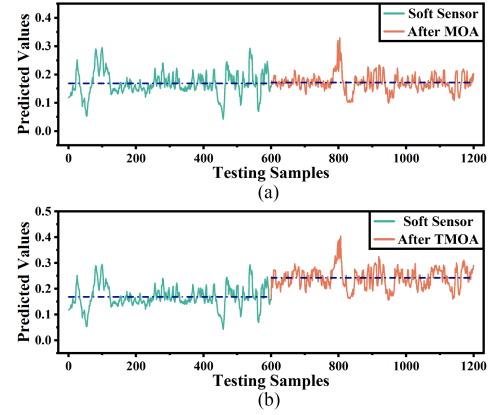 Soft Sensor
After MOA
0.4
0.3
0.2
0.1
0.0
Predicted Values
0 200 400 600 800 1000 1200
Testing Samples
(a)
Soft Sensor
After TMOA
0.5
0.4
0.3
0.2
0.1
0.0
Predicted Values
0 200 400 600 800 1000 1200
Testing Samples
(b)